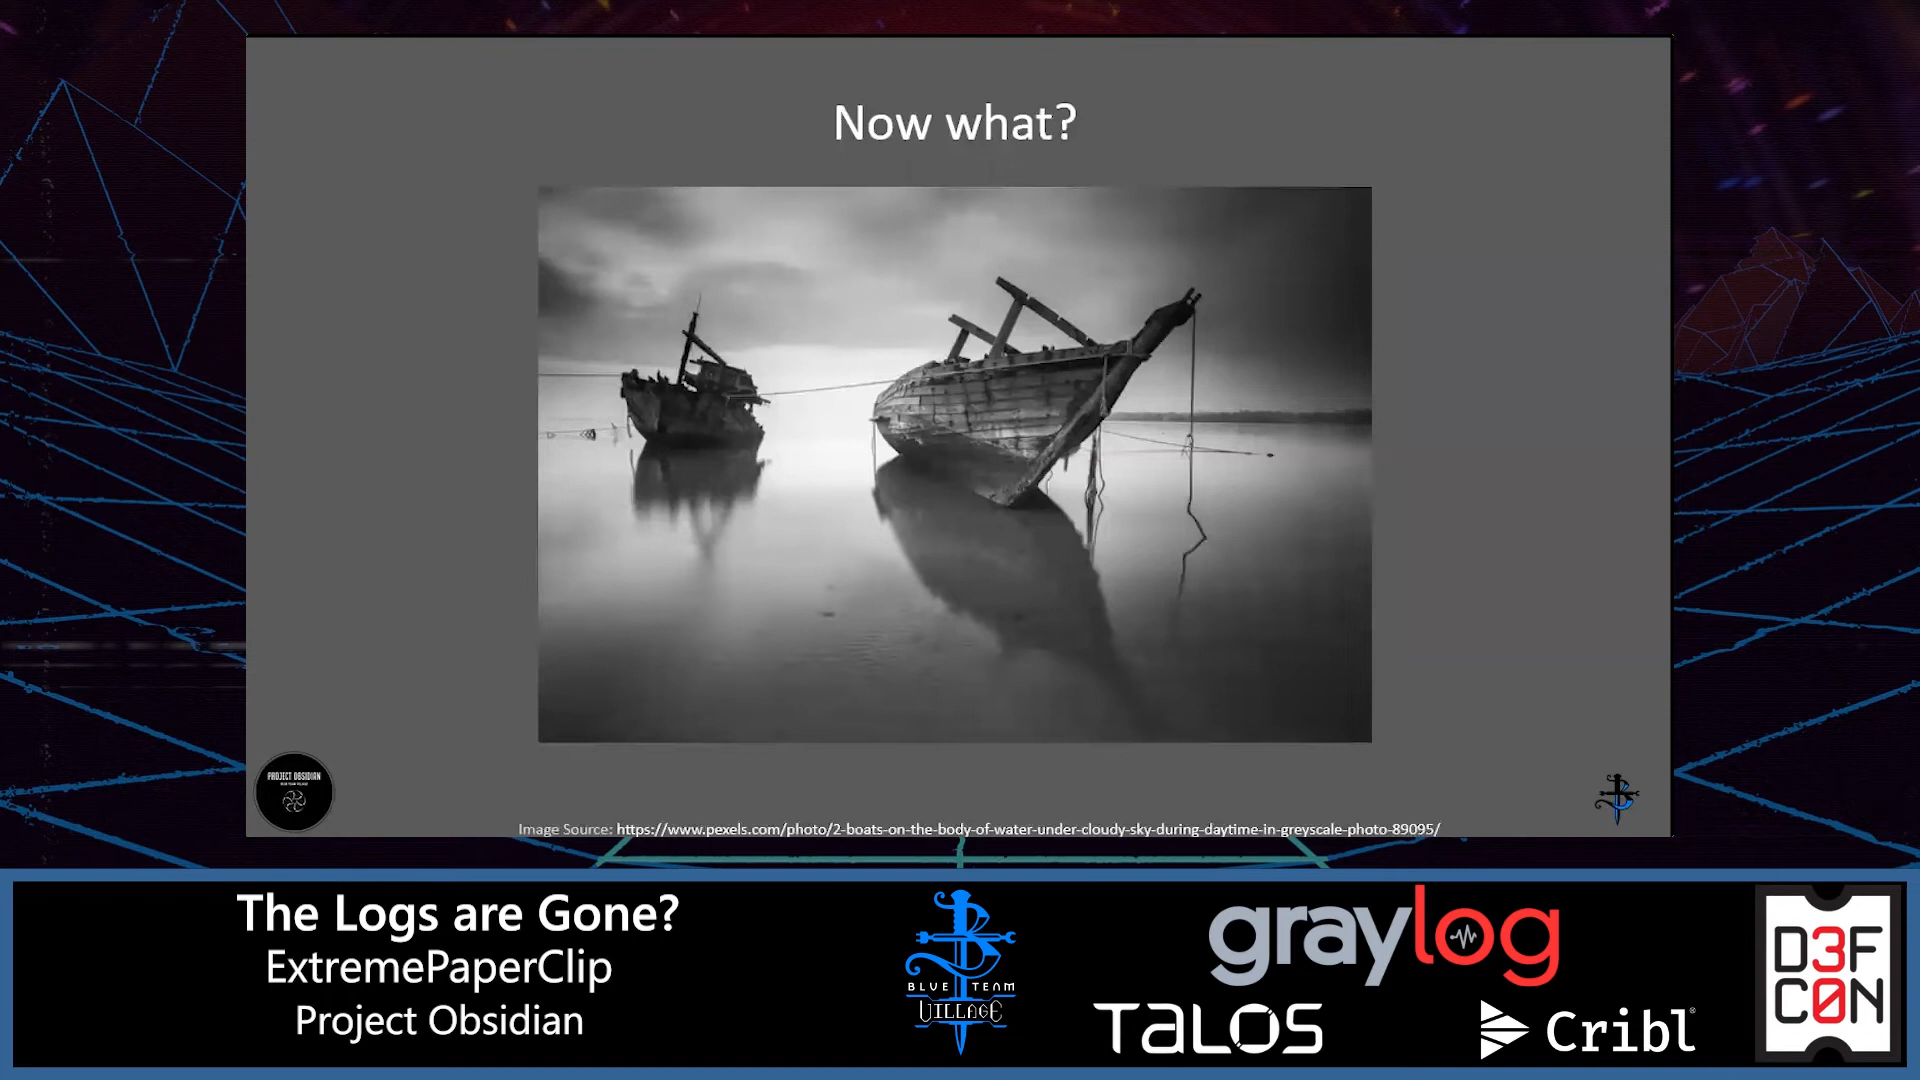 Now what?
PROJECT OBSIDIAN
Image Source: https://www.pexels.com/photo/2-boats-on-the-body-of-water-under-cloudy-sky-during-daytime-in-greyscale-photo-89095/
The Logs are Gone?
ExtremePaperClip
Project Obsidian
BLUE TEAM
VILLAGE
graylog
TALOS
Cribl
D3F
C0N